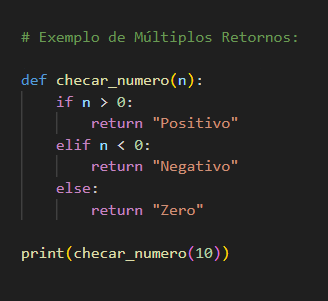 # Exemplo de Múltiplos Retornos:
def checar_numero(n):
    if n > 0:
        return "Positivo"
    elif n < 0:
        return "Negativo"
    else:
        return "Zero"
print(checar_numero(10))